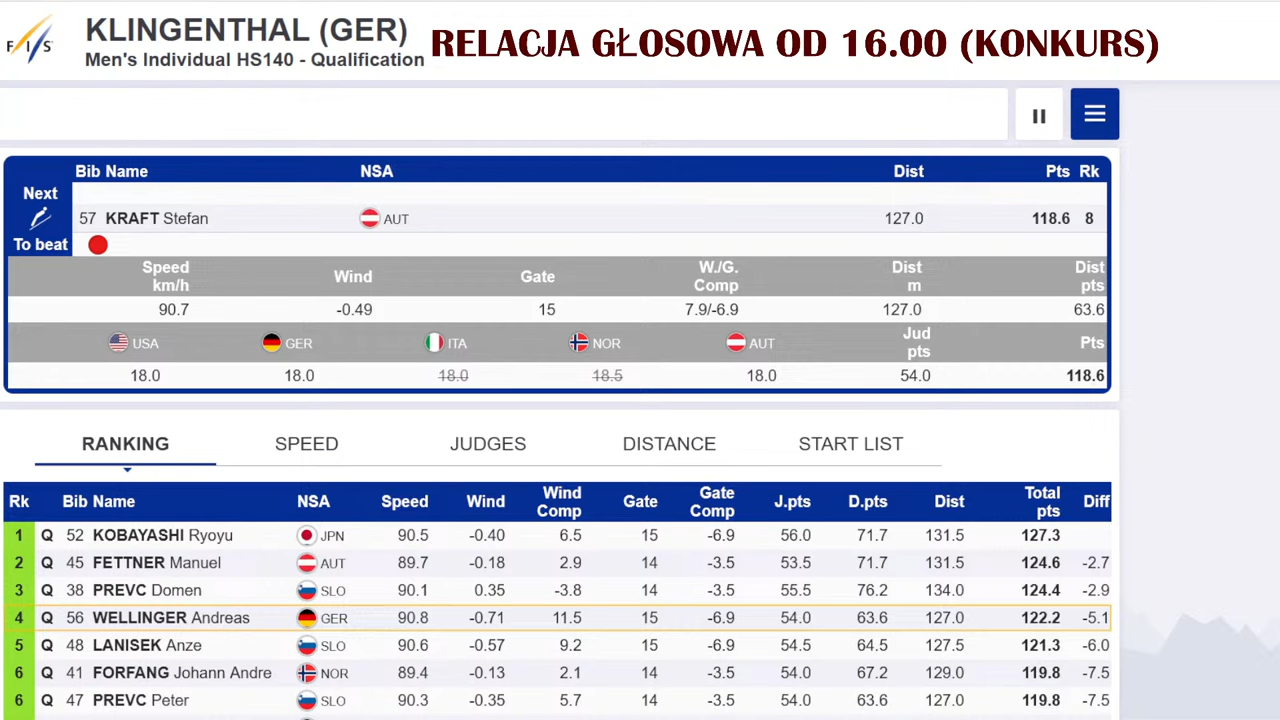 FIS
KLINGENTHAL (GER)
Men's Individual HS140 - Qualification
RELACJA GŁOSOWA OD 16.00 (KONKURS)
Bib Name NSA Dist Pts Rk
Next
57 KRAFT Stefan AUT 127.0 118.6 8
To beat
Speed km/h Wind Gate W./G. Comp Dist m Dist pts
90.7 -0.49 15 7.9/-6.9 127.0 63.6
USA GER ITA NOR AUT Jud pts Pts
18.0 18.0 18.0 18.5 18.0 54.0 118.6
RANKING SPEED JUDGES DISTANCE START LIST
Rk Bib Name NSA Speed Wind Wind Comp Gate Gate Comp J.pts D.pts Dist Total pts Diff
1 Q 52 KOBAYASHI Ryoyu JPN 90.5 -0.40 6.5 15 -6.9 56.0 71.7 131.5 127.3
2 Q 45 FETTNER Manuel AUT 89.7 -0.18 2.9 14 -3.5 53.5 71.7 131.5 124.6 -2.7
3 Q 38 PREVC Domen SLO 90.1 0.35 -3.8 14 -3.5 55.5 76.2 134.0 124.4 -2.9
4 Q 56 WELLINGER Andreas GER 90.8 -0.71 11.5 15 -6.9 54.0 63.6 127.0 122.2 -5.1
5 Q 48 LANISEK Anze SLO 90.6 -0.57 9.2 15 -6.9 54.5 64.5 127.5 121.3 -6.0
6 Q 41 FORFANG Johann Andre NOR 89.4 -0.13 2.1 14 -3.5 54.0 67.2 129.0 119.8 -7.5
6 Q 47 PREVC Peter SLO 90.3 -0.35 5.7 14 -3.5 54.0 63.6 127.0 119.8 -7.5